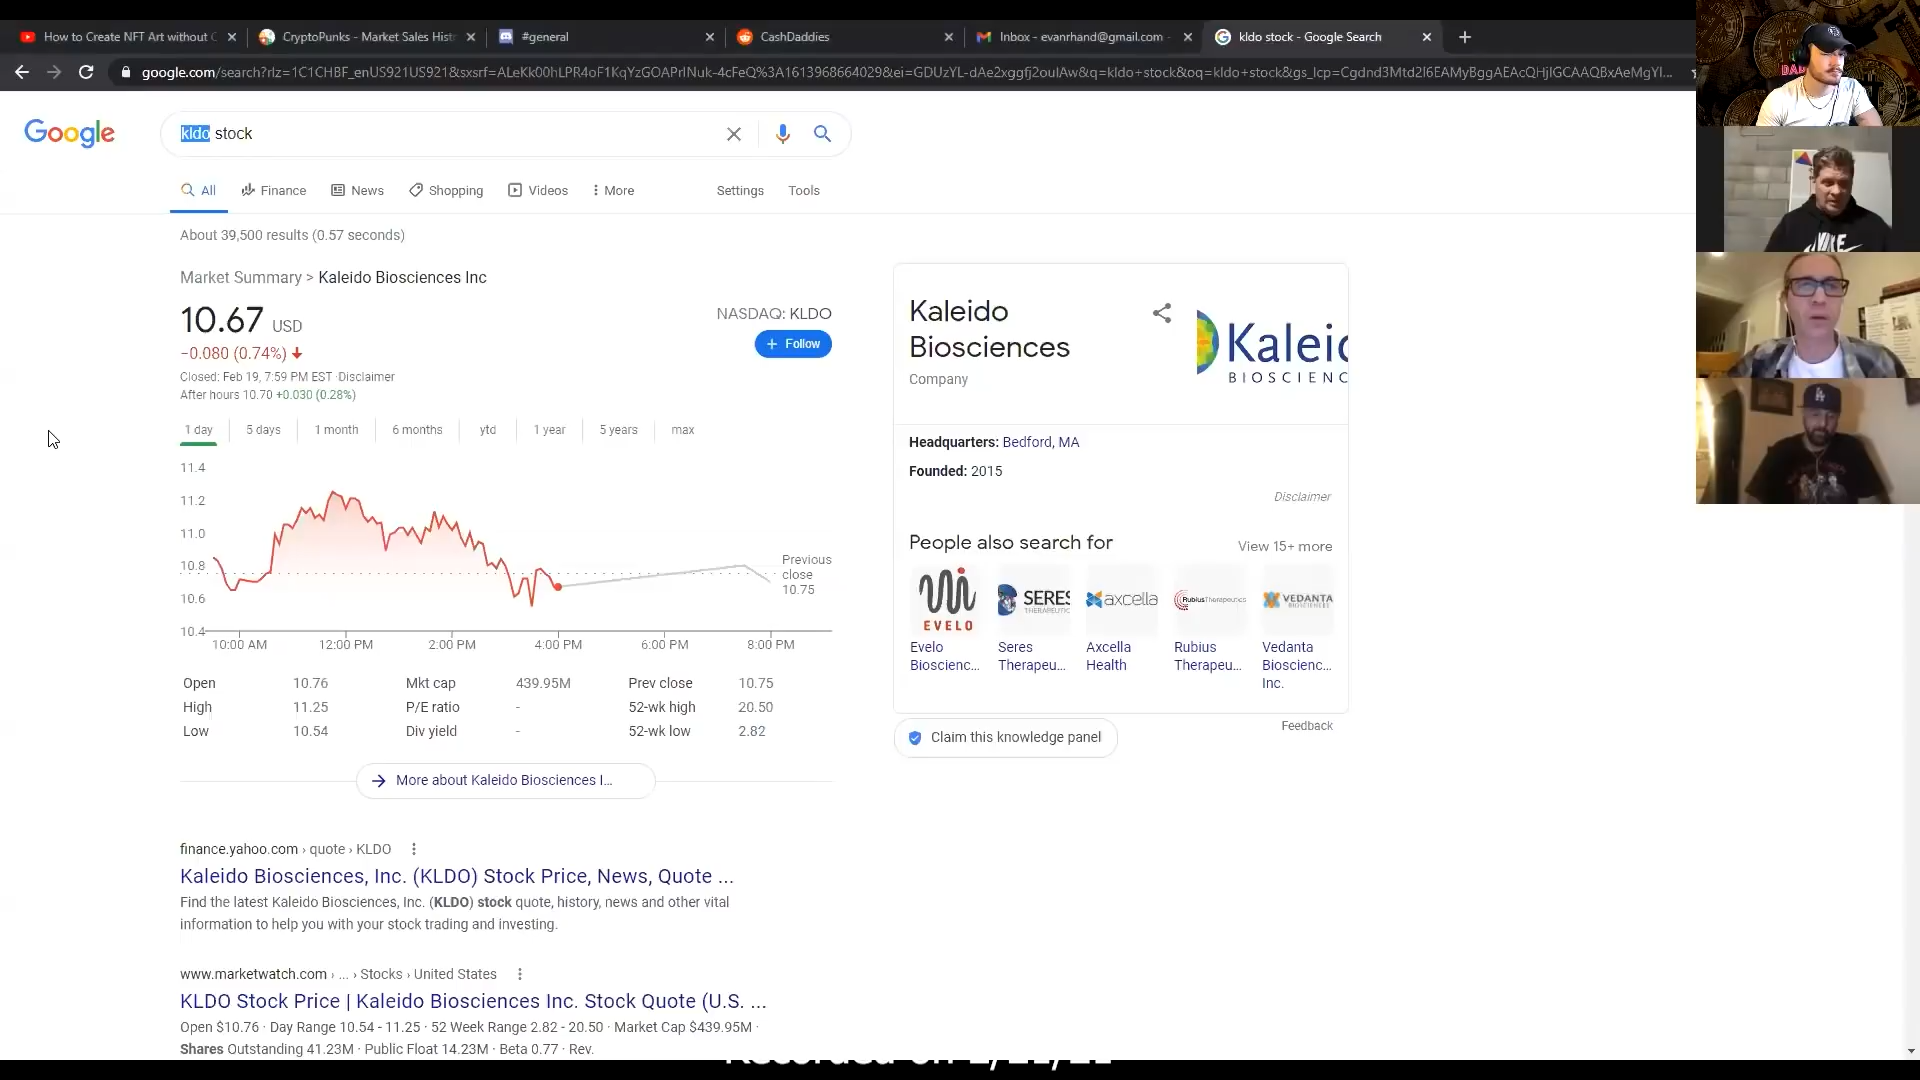 How to Create NFT Art without C
CryptoPunks - Market Sales Hist
#general
CashDaddies
Inbox - evanrhand@gmail.com -
kldo stock - Google Search
google.com/search?rlz=1C1CHBF_enUS921US921&sxsrf=ALeKk00hLPR4oF1KqYzGOAPrINuk-4cFeQ%3A1613968664029&ei=GDUzYL-dAe2xggfj2ouIAw&q=kldo+stock&oq=kldo+stock&gs_lcp=Cgdnd3Mtd2l6EAMyBggAEAcQHjIGCAAQBxAeMgYI...
Google
kldo stock
All
Finance
News
Shopping
Videos
More
Settings
Tools
About 39,500 results (0.57 seconds)
Market Summary > Kaleido Biosciences Inc
10.67 USD
NASDAQ: KLDO
−0.080 (0.74%)
+ Follow
Closed: Feb 19, 7:59 PM EST · Disclaimer
After hours 10.70 +0.030 (0.28%)
1 day
5 days
1 month
6 months
ytd
1 year
5 years
max
11.4
11.2
11.0
10.8
10.6
10.4
Previous
close
10.75
10:00 AM
12:00 PM
2:00 PM
4:00 PM
6:00 PM
8:00 PM
Open 10.76 Mkt cap 439.95M Prev close 10.75
High 11.25 P/E ratio - 52-wk high 20.50
Low 10.54 Div yield - 52-wk low 2.82
More about Kaleido Biosciences I...
finance.yahoo.com › quote › KLDO
Kaleido Biosciences, Inc. (KLDO) Stock Price, News, Quote ...
Find the latest Kaleido Biosciences, Inc. (KLDO) stock quote, history, news and other vital
information to help you with your stock trading and investing.
www.marketwatch.com › ... › Stocks › United States
KLDO Stock Price | Kaleido Biosciences Inc. Stock Quote (U.S. ...
Open $10.76 · Day Range 10.54 - 11.25 · 52 Week Range 2.82 - 20.50 · Market Cap $439.95M ·
Shares Outstanding 41.23M · Public Float 14.23M · Beta 0.77 · Rev.
Kaleido
Biosciences
Company
Kaleic
BIOSCIENC
Headquarters: Bedford, MA
Founded: 2015
Disclaimer
People also search for
View 15+ more
EVELO
SERES
THERAPEUTIC
axcella
Rubius Therapeutics
VEDANTA
BIOSCIENCES
Evelo
Bioscienc...
Seres
Therapeu...
Axcella
Health
Rubius
Therapeu...
Vedanta
Bioscienc...
Inc.
Feedback
Claim this knowledge panel